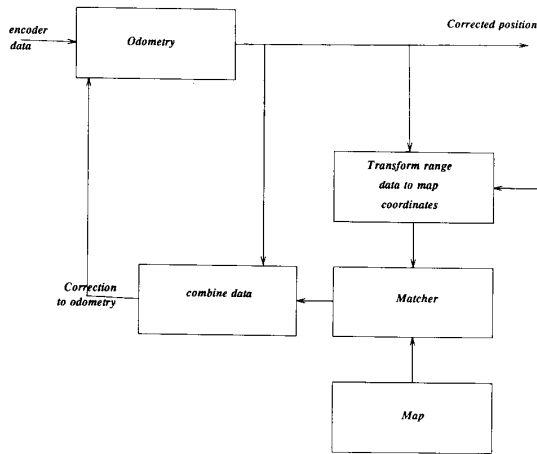 encoder
data
Odometry
Corrected position
Transform range
data to map
coordinates
Correction
to odometry
combine data
Matcher
Map